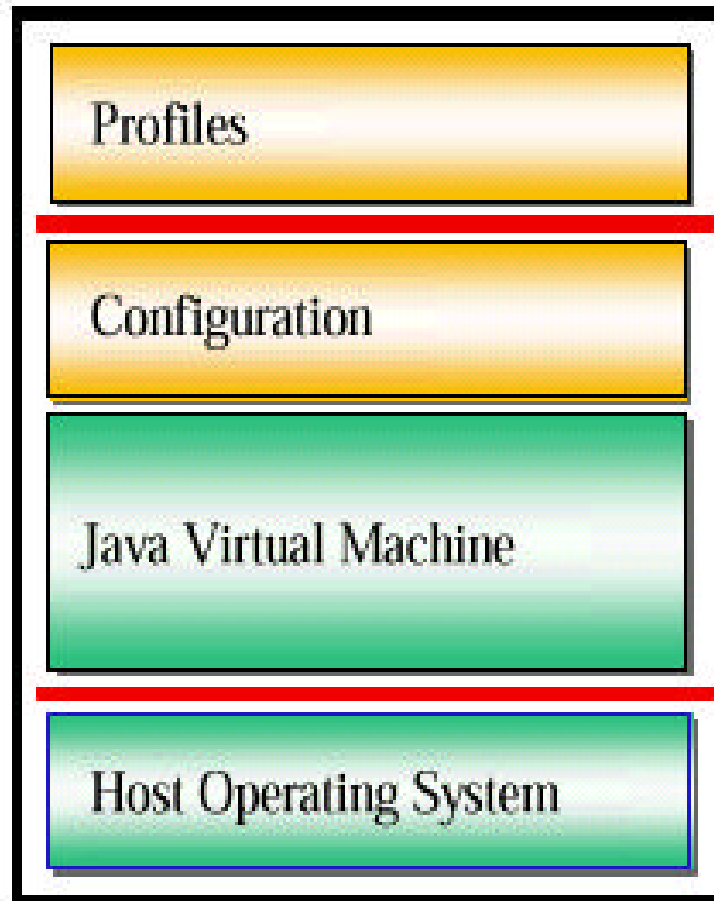 Profiles
Configuration
Java Virtual Machine
Host Operating System